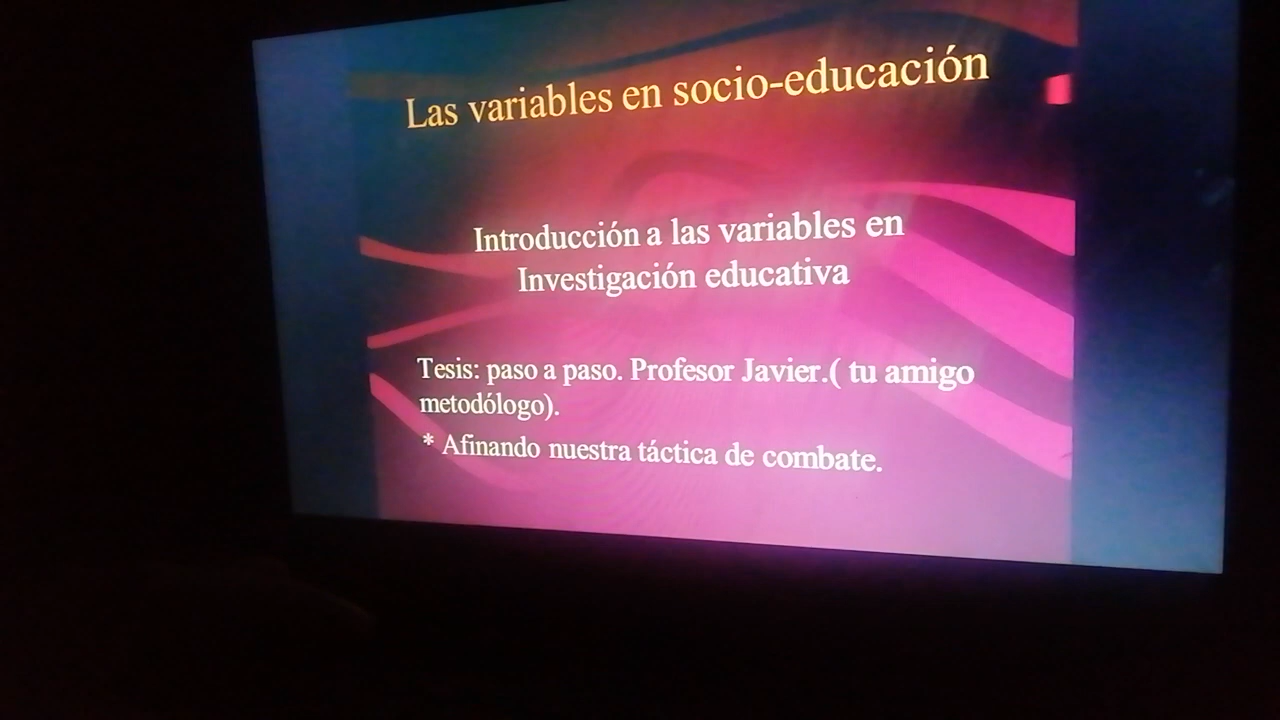 Las variables en socio-educación
Introducción a las variables en
Investigación educativa
Tesis: paso a paso. Profesor Javier.( tu amigo
metodólogo).
* Afinando nuestra táctica de combate.